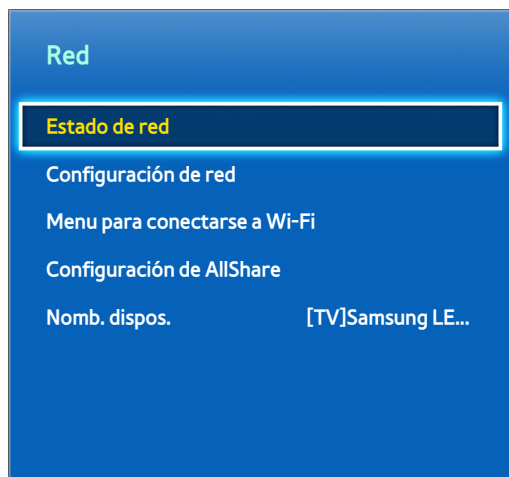 Red
Estado de red
Configuración de red
Menu para conectarse a Wi-Fi
Configuración de AllShare
Nomb. dispos. [TV]Samsung LE...